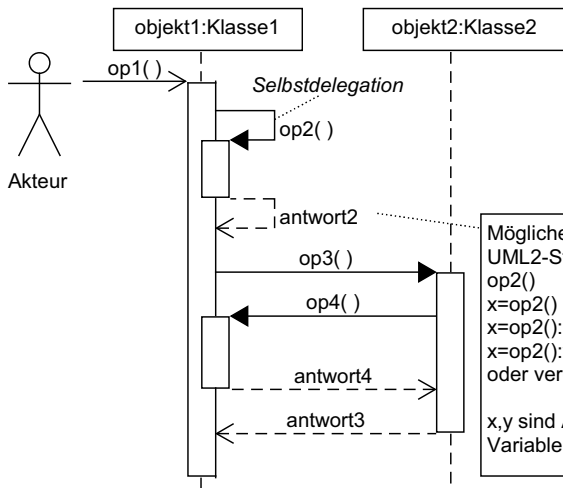 objekt1:Klasse1
objekt2:Klasse2
op1( )
Selbstdelegation
op2( )
Akteur
antwort2
Mögliche
UML2-S
op2()
x=op2()
x=op2():
x=op2():
oder ver
x,y sind
Variable
op3( )
op4( )
antwort4
antwort3